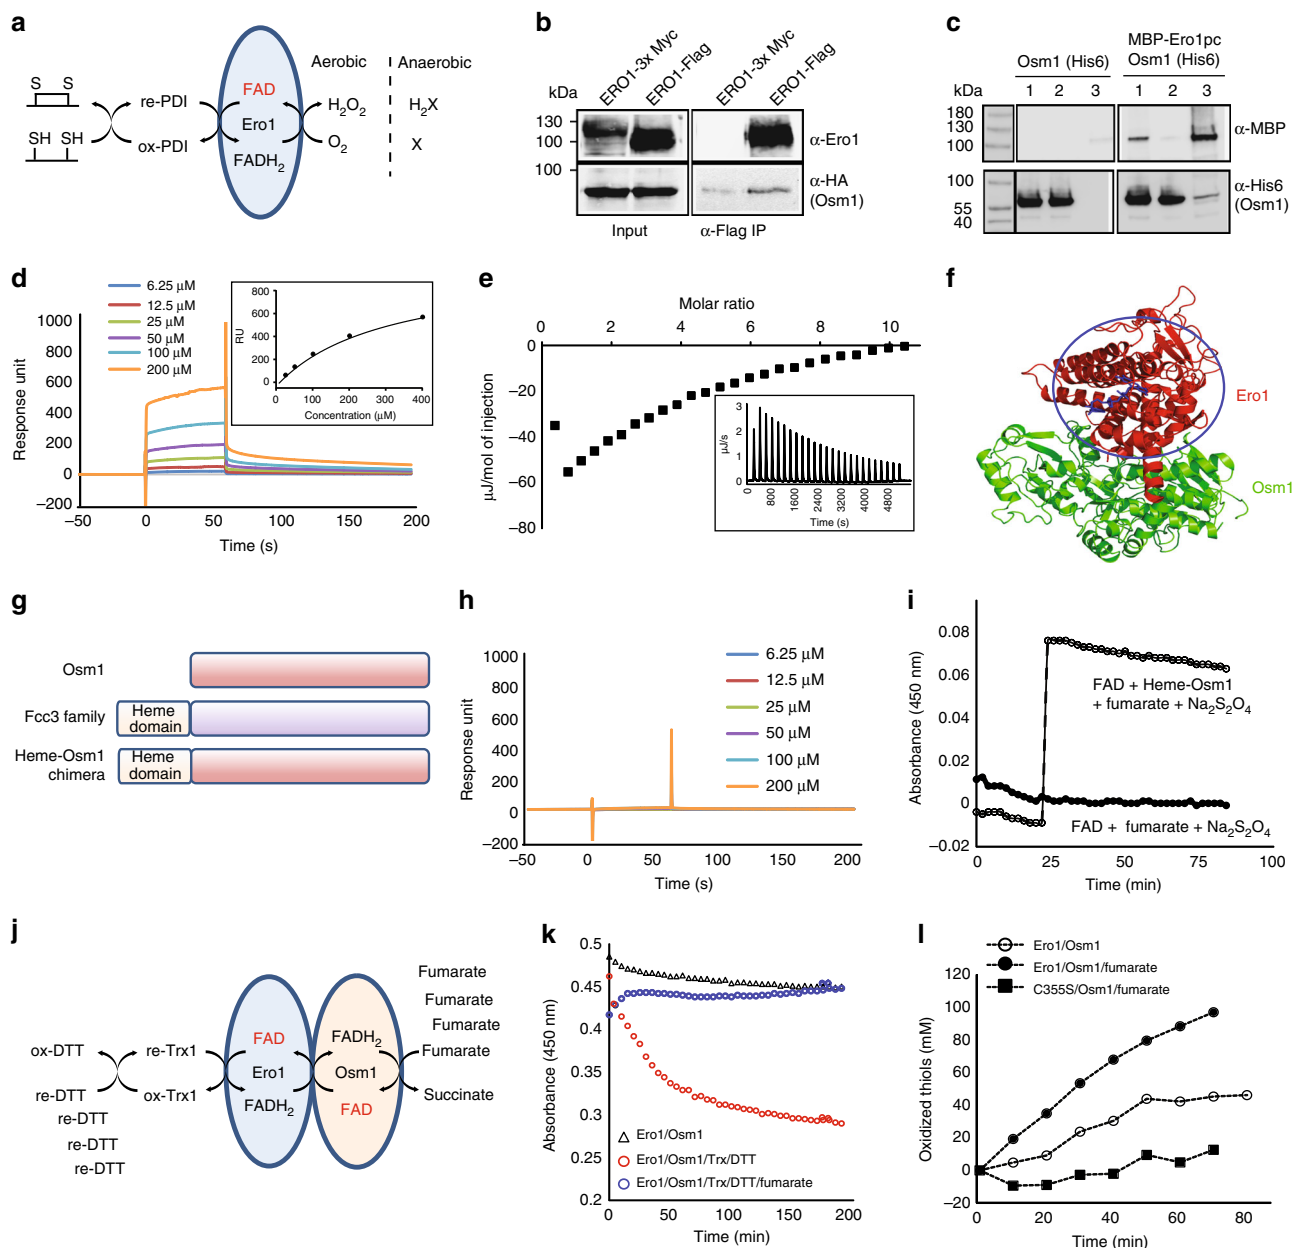 a
S S
SH SH
re-PDI
ox-PDI
FAD
Ero1
FADH2
Aerobic
Anaerobic
H2O2
H2X
O2
X
b
ERO1-3x Myc
ERO1-Flag
ERO1-3x Myc
ERO1-Flag
kDa
130
100
100
α-Ero1
α-HA
(Osm1)
Input
α-Flag IP
c
Osm1 (His6)
MBP-Ero1pc
Osm1 (His6)
kDa
1 2 3 1 2 3
180
130
100
α-MBP
100
55
40
α-His6
(Osm1)
d
6.25 μM
12.5 μM
25 μM
50 μM
100 μM
200 μM
Response unit
1000
800
600
400
200
0
−200
−50 0 50 100 150 200
Time (s)
RU
800
600
400
200
0
0 100 200 300 400
Concentration (μM)
e
Molar ratio
0 2 4 6 8 10
μJ/mol of injection
0
−20
−40
−60
−80
μJ/s
3
2
1
0
0 800 1600 2400 3200 4000 4800
Time (s)
f
Ero1
Osm1
g
Osm1
Fcc3 family
Heme
domain
Heme-Osm1
chimera
Heme
domain
h
Response unit
1000
800
600
400
200
0
−200
−50 0 50 100 150 200
Time (s)
6.25 μM
12.5 μM
25 μM
50 μM
100 μM
200 μM
i
Absorbance (450 nm)
0.08
0.06
0.04
0.02
0
−0.02
0 25 50 75 100
Time (min)
FAD + Heme-Osm1
+ fumarate + Na2S2O4
FAD + fumarate + Na2S2O4
j
ox-DTT
re-DTT
re-DTT
re-DTT
re-DTT
re-Trx1
ox-Trx1
FAD
Ero1
FADH2
FADH2
Osm1
FAD
Fumarate
Fumarate
Fumarate
Fumarate
Succinate
k
Absorbance (450 nm)
0.5
0.45
0.4
0.35
0.3
0.25
0.2
0 50 100 150 200
Time (min)
Ero1/Osm1
Ero1/Osm1/Trx/DTT
Ero1/Osm1/Trx/DTT/fumarate
l
Ero1/Osm1
Ero1/Osm1/fumarate
C355S/Osm1/fumarate
Oxidized thiols (mM)
120
100
80
60
40
20
0
−20
0 20 40 60 80
Time (min)